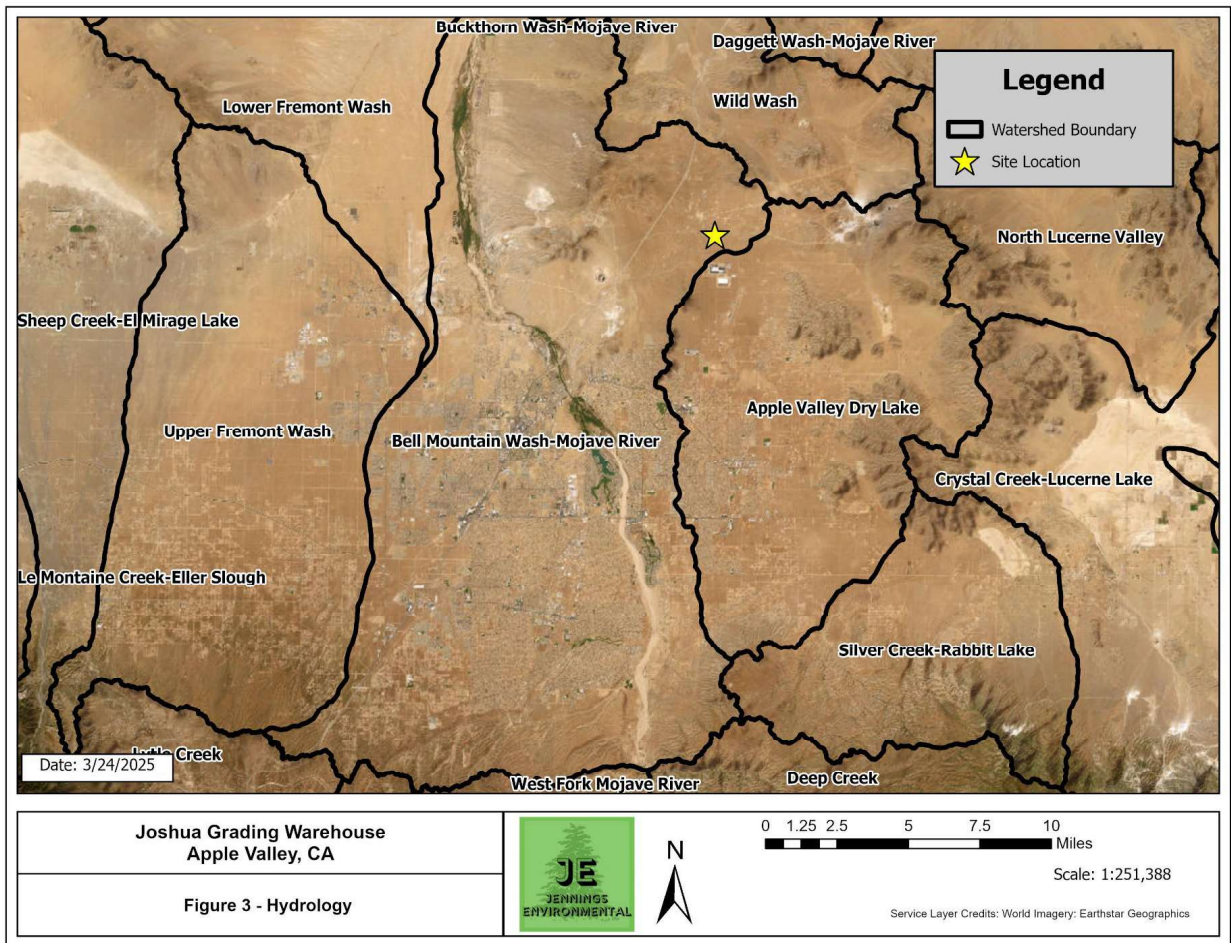 Buckthorn Wash-Mojave River
Daggett Wash-Mojave River
Legend
Watershed Boundary
Site Location
Lower Fremont Wash
Wild Wash
North Lucerne Valley
Sheep Creek-El Mirage Lake
Apple Valley Dry Lake
Upper Fremont Wash
Bell Mountain Wash-Mojave River
Crystal Creek-Lucerne Lake
Le Montaine Creek-Eller Slough
Silver Creek-Rabbit Lake
Lytle Creek
Date: 3/24/2025
West Fork Mojave River
Deep Creek
Joshua Grading Warehouse
Apple Valley, CA
Figure 3 - Hydrology
JE
JENNINGS
ENVIRONMENTAL
N
0 1.25 2.5 5 7.5 10
Miles
Scale: 1:251,388
Service Layer Credits: World Imagery: Earthstar Geographics